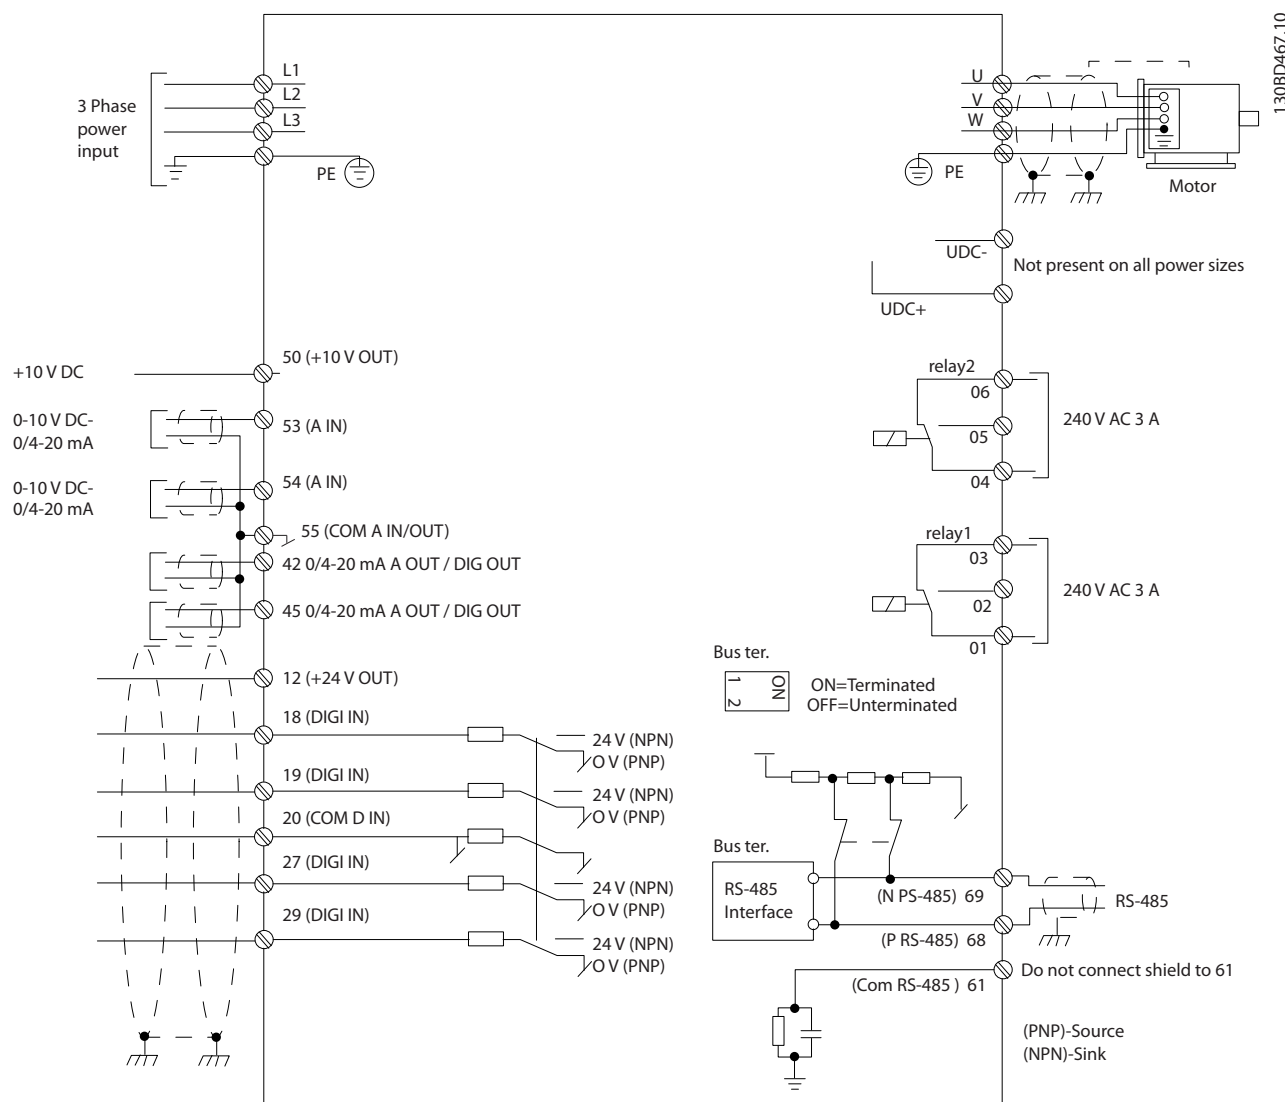 130BD467.10
3 Phase
power
input
L1
L2
L3
PE
U
V
W
PE
Motor
UDC-
Not present on all power sizes
UDC+
+10 V DC
50 (+10 V OUT)
0-10 V DC-
0/4-20 mA
53 (A IN)
0-10 V DC-
0/4-20 mA
54 (A IN)
55 (COM A IN/OUT)
42 0/4-20 mA A OUT / DIG OUT
45 0/4-20 mA A OUT / DIG OUT
12 (+24 V OUT)
18 (DIGI IN)
24 V (NPN)
O V (PNP)
19 (DIGI IN)
24 V (NPN)
O V (PNP)
20 (COM D IN)
27 (DIGI IN)
24 V (NPN)
O V (PNP)
29 (DIGI IN)
24 V (NPN)
O V (PNP)
relay2
06
05
04
240 V AC 3 A
relay1
03
02
01
240 V AC 3 A
Bus ter.
1
2
ON
ON=Terminated
OFF=Unterminated
Bus ter.
RS-485
Interface
(N PS-485) 69
RS-485
(P RS-485) 68
(Com RS-485 ) 61
Do not connect shield to 61
(PNP)-Source
(NPN)-Sink